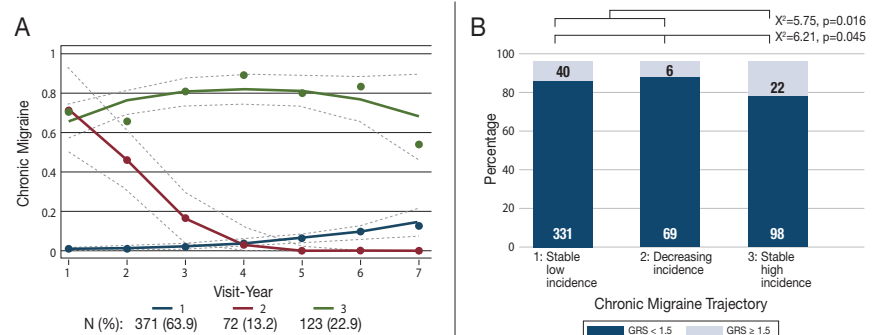 A
1
0.8
0.6
0.4
0.2
0
Chronic Migraine
1 2 3 4 5 6 7
Visit-Year
1 2 3
N (%): 371 (63.9) 72 (13.2) 123 (22.9)
B
X²=5.75, p=0.016
X²=6.21, p=0.045
100
80
60
40
20
0
Percentage
40 6 22
331 69 98
1: Stable low incidence
2: Decreasing incidence
3: Stable high incidence
Chronic Migraine Trajectory
GRS < 1.5 GRS ≥ 1.5